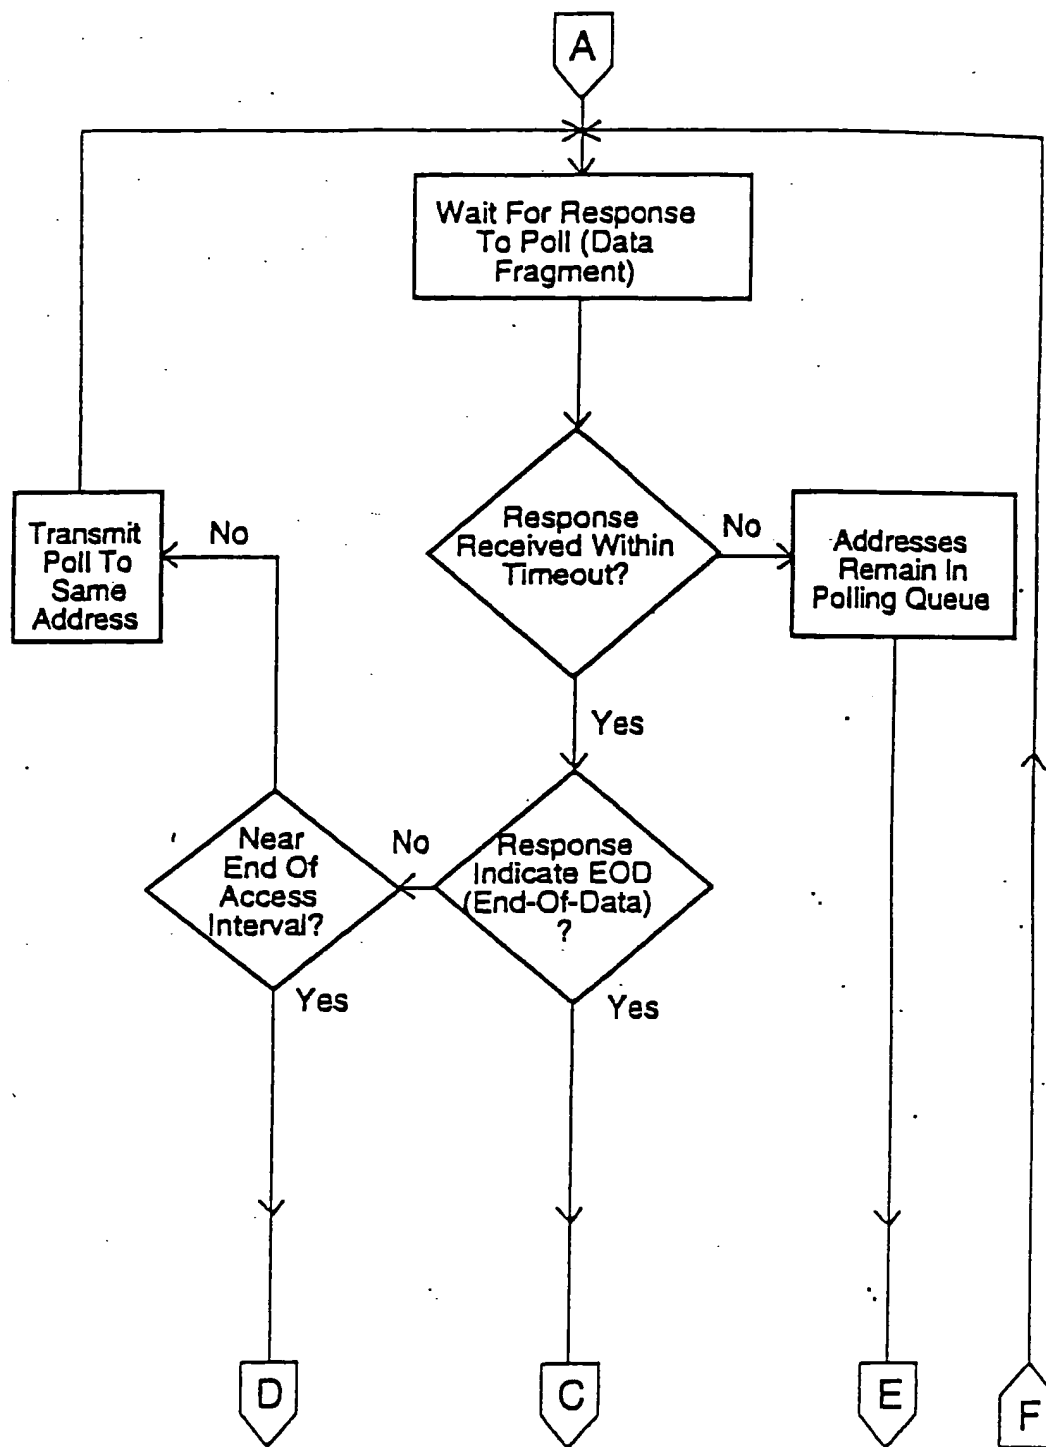 A
Wait For Response
To Poll (Data
Fragment)
Response
Received Within
Timeout?
No
Addresses
Remain In
Polling Queue
Transmit
Poll To
Same
Address
No
Yes
Near
End Of
Access
Interval?
No
Response
Indicate EOD
(End-Of-Data)
?
Yes
Yes
D
C
E
F